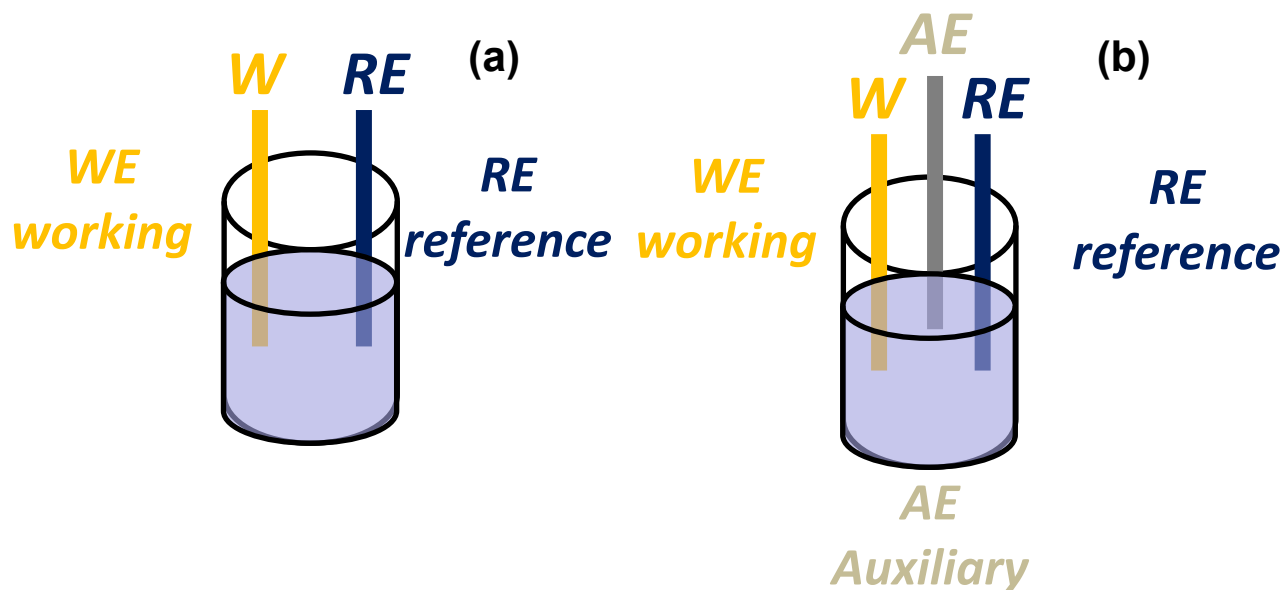 (a)
W RE
WE
working
RE
reference
(b)
AE
W RE
WE
working
RE
reference
AE
Auxiliary